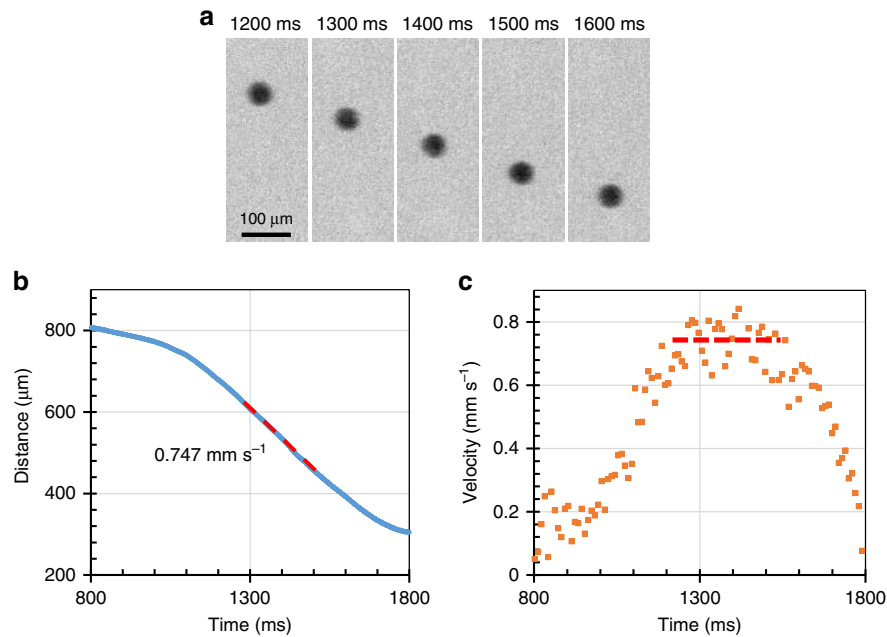 a
1200 ms 1300 ms 1400 ms 1500 ms 1600 ms
100 μm
b
Distance (μm)
800
600
400
200
0.747 mm s⁻¹
800 1300 1800
Time (ms)
c
Velocity (mm s⁻¹)
0.8
0.6
0.4
0.2
0
800 1300 1800
Time (ms)